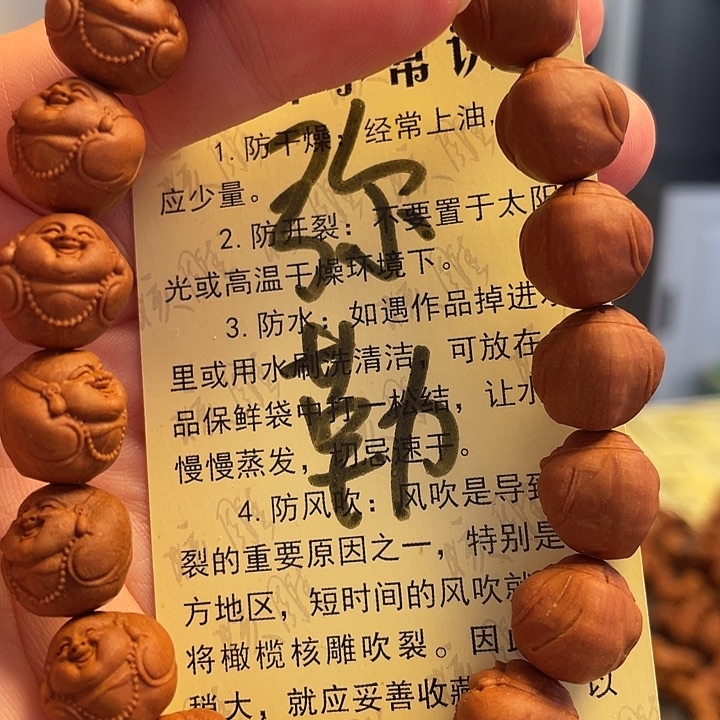 常识
1. 防干燥：经常上油，
应少量。
2. 防开裂：不要置于太阳
光或高温干燥环境下。
3. 防水：如遇作品掉进水
里或用水刷洗清洁，可放在
品保鲜袋中打一松结，让水
慢慢蒸发，切忌速干。
4. 防风吹：风吹是导致
裂的重要原因之一，特别是
方地区，短时间的风吹就
将橄榄核雕吹裂。因此
稍大，就应妥善收藏 以
弥勒